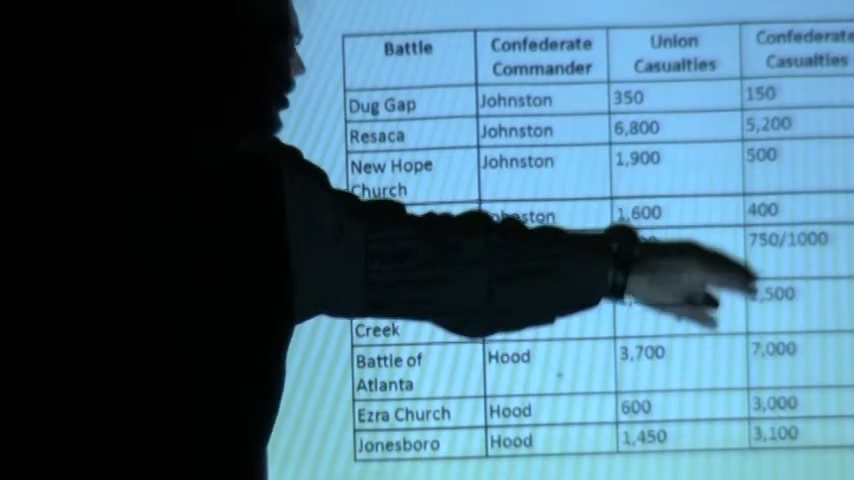 Battle Confederate Commander Union Casualties Confederate Casualties
Dug Gap Johnston 350 150
Resaca Johnston 6,800 5,200
New Hope Church Johnston 1,900 500
1,600 400
750/1000
Creek
Battle of Atlanta Hood 3,700 7,000
Ezra Church Hood 600 3,000
Jonesboro Hood 1,450 3,100